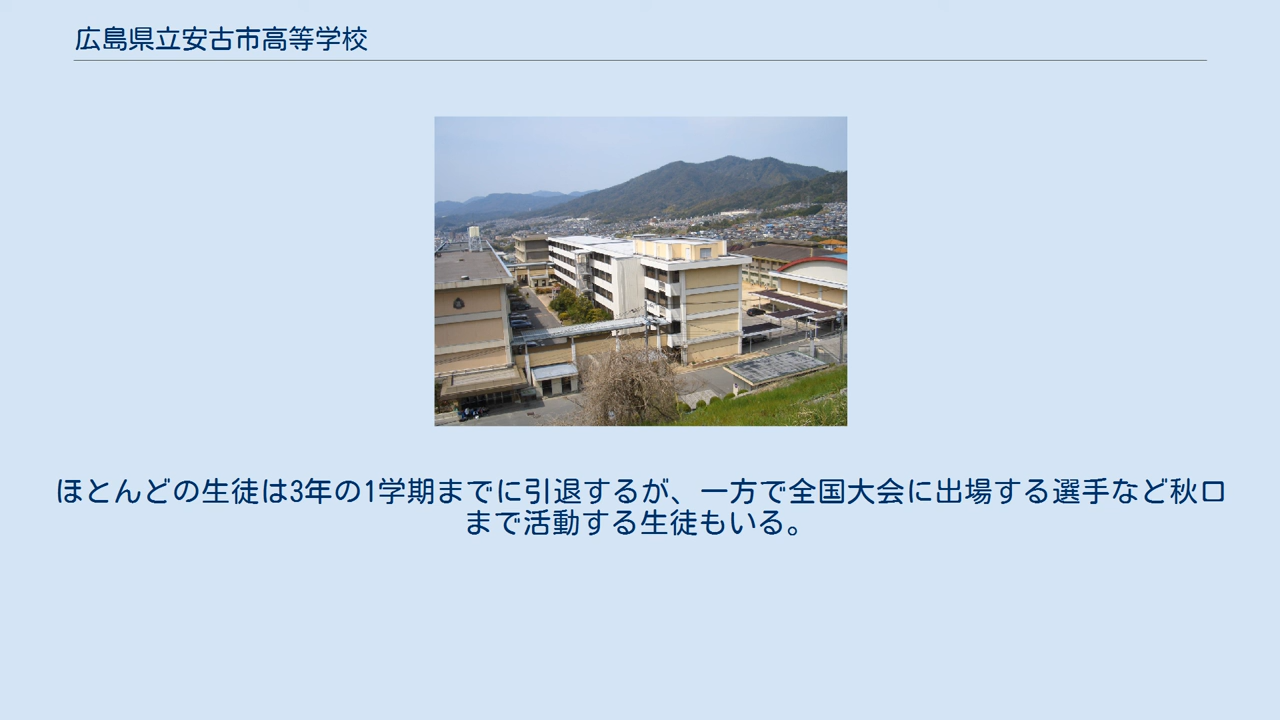 広島県立安古市高等学校
ほとんどの生徒は3年の1学期までに引退するが、一方で全国大会に出場する選手など秋口
まで活動する生徒もいる。